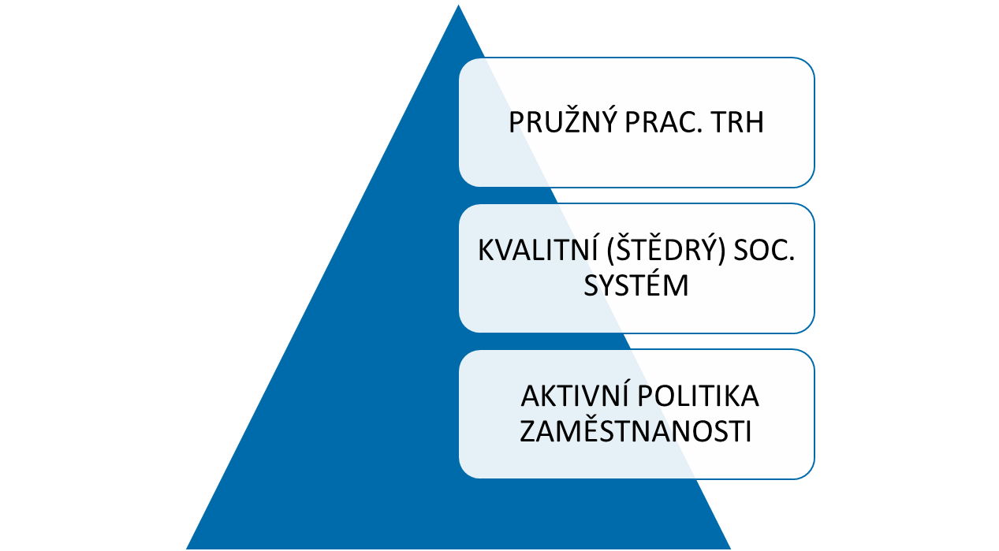 PRUŽNÝ PRAC. TRH
KVALITNÍ (ŠTĚDRÝ) SOC.
SYSTÉM
AKTIVNÍ POLITIKA
ZAMĚSTNANOSTI